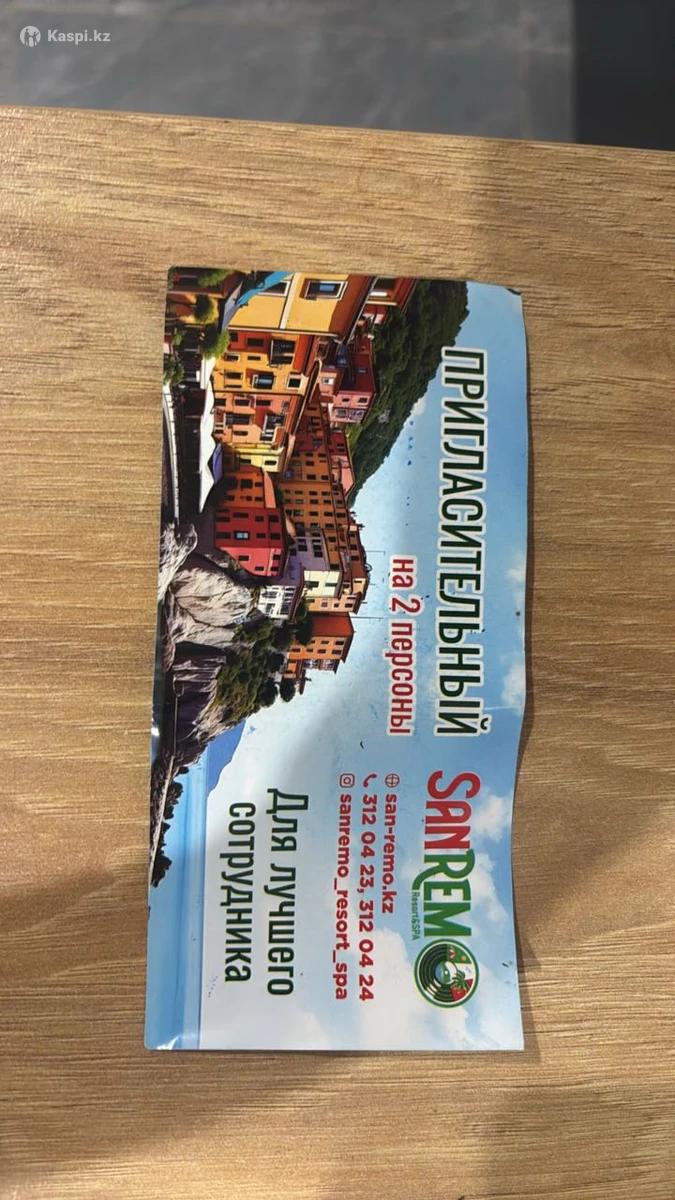 Kaspi.kz
ПРИГЛАСИТЕЛЬНЫЙ
на 2 персоны
SANREMO
Resort&SPA
san-remo.kz
312 04 23, 312 04 24
sanremo_resort_spa
Для лучшего
сотрудника